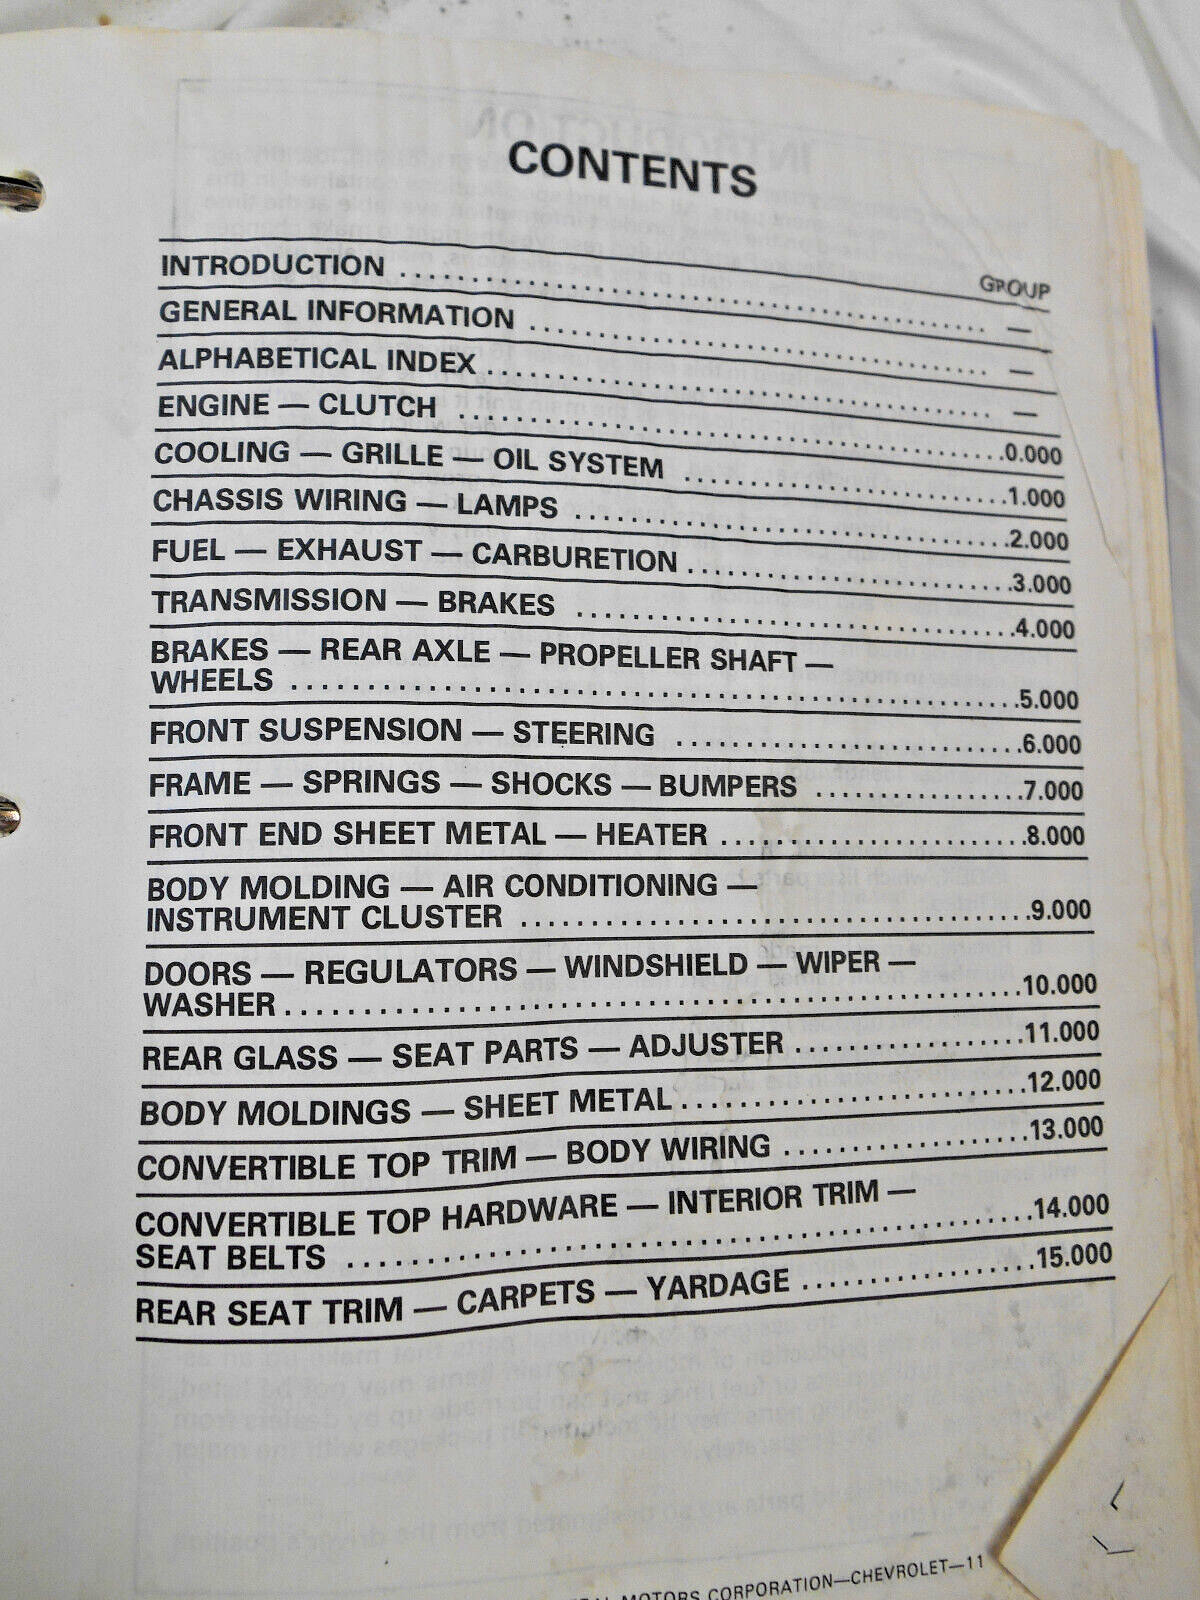 CONTENTS
GROUP
INTRODUCTION .......... —
GENERAL INFORMATION .......... —
ALPHABETICAL INDEX .......... —
ENGINE — CLUTCH .......... 0.000
COOLING — GRILLE — OIL SYSTEM .......... 1.000
CHASSIS WIRING — LAMPS .......... 2.000
FUEL — EXHAUST — CARBURETION .......... 3.000
TRANSMISSION — BRAKES .......... 4.000
BRAKES — REAR AXLE — PROPELLER SHAFT —
WHEELS .......... 5.000
FRONT SUSPENSION — STEERING .......... 6.000
FRAME — SPRINGS — SHOCKS — BUMPERS .......... 7.000
FRONT END SHEET METAL — HEATER .......... 8.000
BODY MOLDING — AIR CONDITIONING —
INSTRUMENT CLUSTER .......... 9.000
DOORS — REGULATORS — WINDSHIELD — WIPER —
WASHER .......... 10.000
REAR GLASS — SEAT PARTS — ADJUSTER .......... 11.000
BODY MOLDINGS — SHEET METAL .......... 12.000
CONVERTIBLE TOP TRIM — BODY WIRING .......... 13.000
CONVERTIBLE TOP HARDWARE — INTERIOR TRIM —
SEAT BELTS .......... 14.000
REAR SEAT TRIM — CARPETS — YARDAGE .......... 15.000
MOTORS CORPORATION—CHEVROLET—11